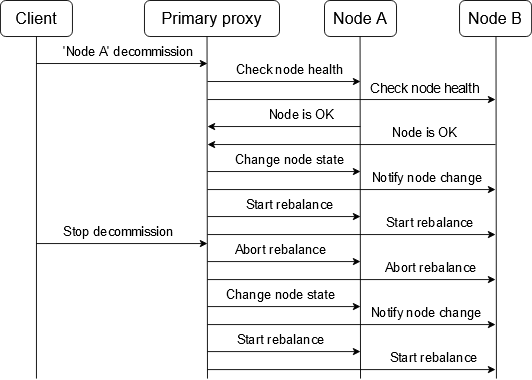 Client
Primary proxy
Node A
Node B
'Node A' decommission
Check node health
Check node health
Node is OK
Node is OK
Change node state
Notify node change
Start rebalance
Start rebalance
Stop decommission
Abort rebalance
Abort rebalance
Change node state
Notify node change
Start rebalance
Start rebalance